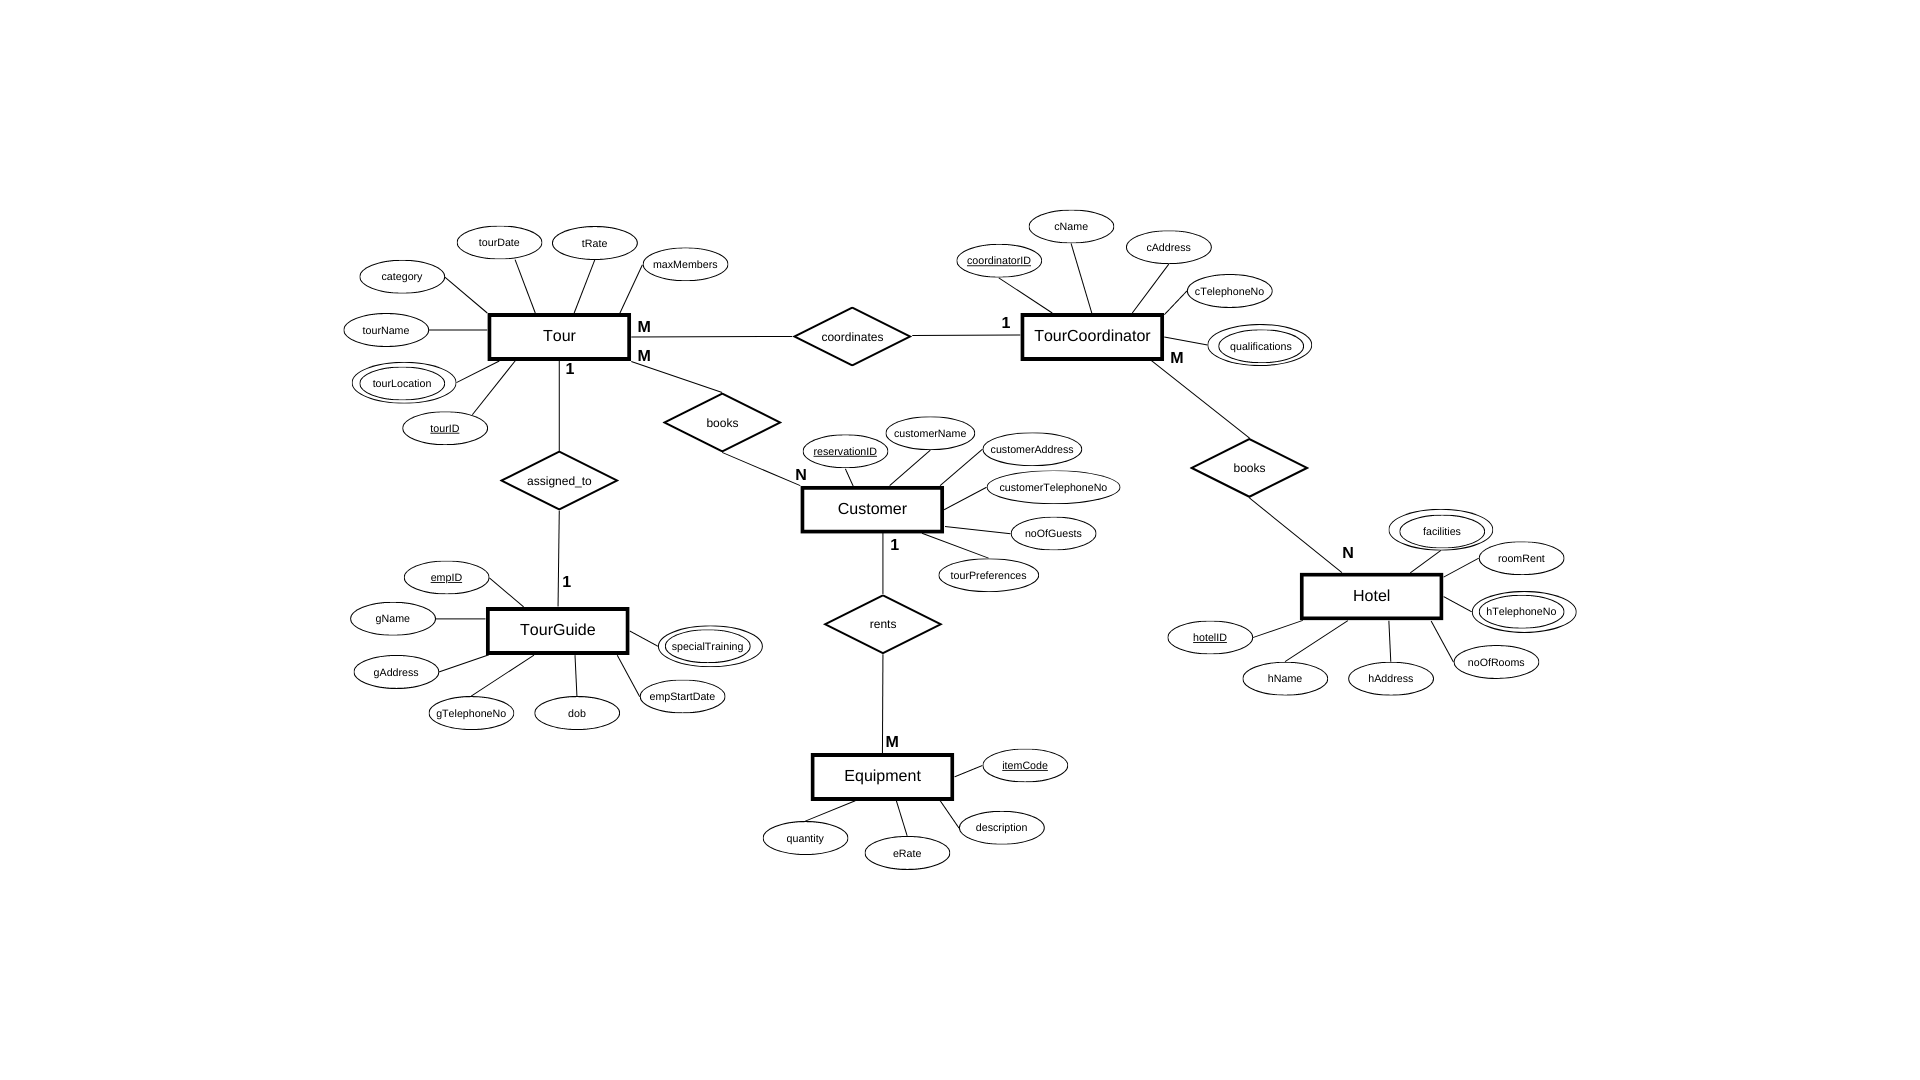 cName
tourDate
tRate
cAddress
coordinatorID
maxMembers
category
cTelephoneNo
tourName
Tour
M
coordinates
1
TourCoordinator
qualifications
M
M
1
tourLocation
tourID
books
reservationID
customerName
customerAddress
books
N
customerTelephoneNo
assigned_to
Customer
noOfGuests
facilities
1
N
roomRent
tourPreferences
empID
1
Hotel
hTelephoneNo
gName
TourGuide
rents
hotelID
specialTraining
noOfRooms
gAddress
hName
hAddress
empStartDate
gTelephoneNo
dob
M
Equipment
itemCode
quantity
description
eRate